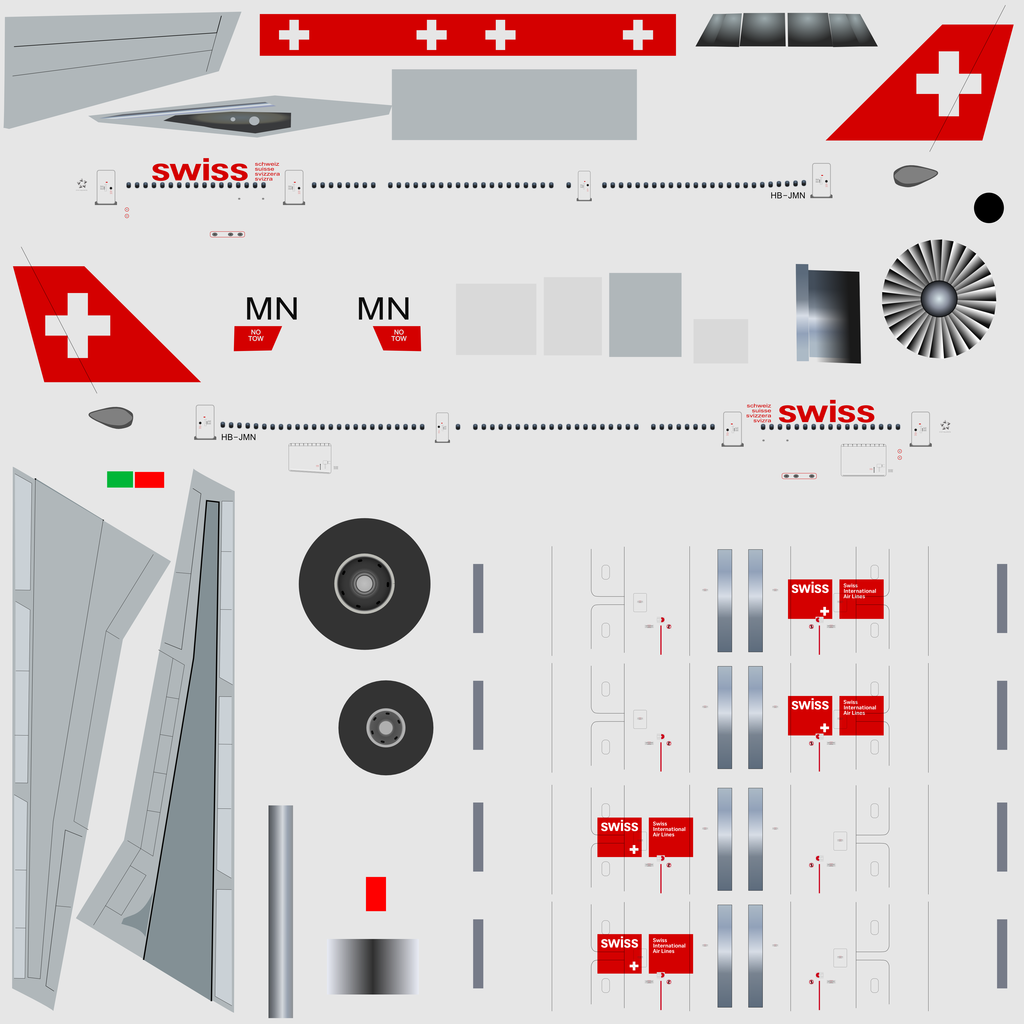 swiss
schweiz
suisse
svizzera
svizra
HB-JMN
MN
MN
NO
TOW
NO
TOW
schweiz
suisse
svizzera
svizra
swiss
HB-JMN
swiss
Swiss
International
Air Lines
swiss
Swiss
International
Air Lines
swiss
Swiss
International
Air Lines
swiss
Swiss
International
Air Lines